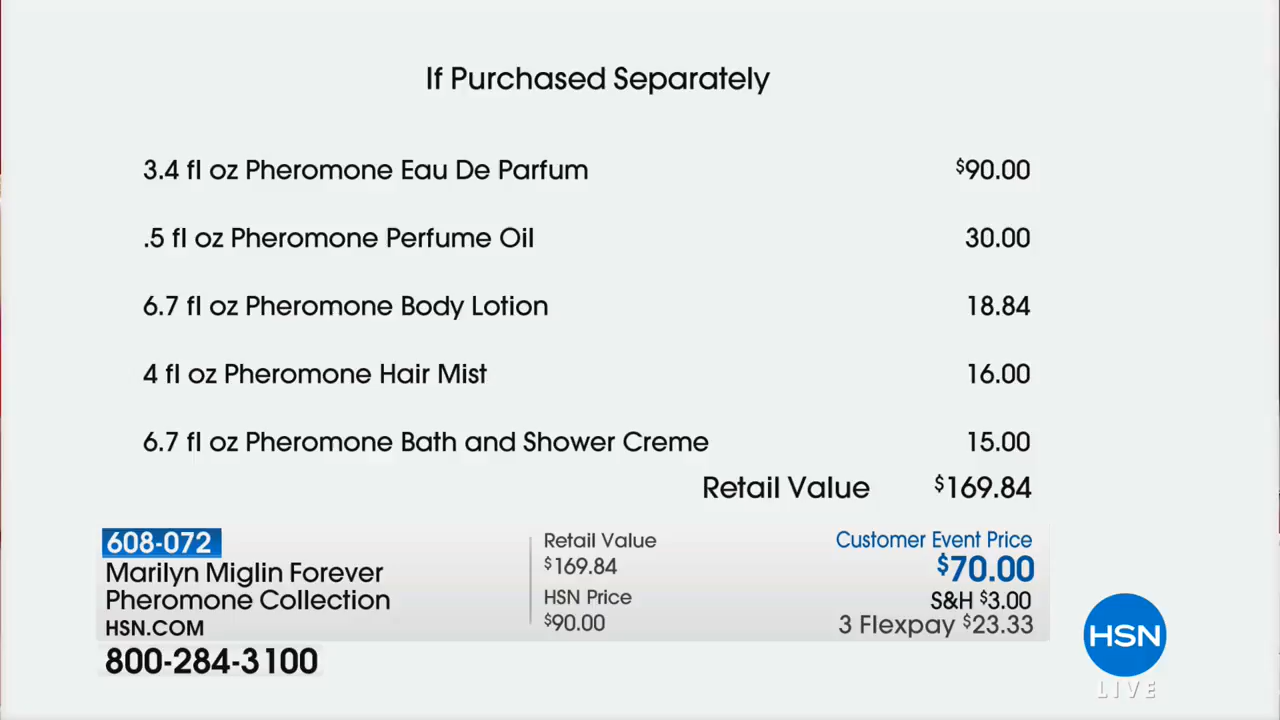 If Purchased Separately
3.4 fl oz Pheromone Eau De Parfum $90.00
.5 fl oz Pheromone Perfume Oil 30.00
6.7 fl oz Pheromone Body Lotion 18.84
4 fl oz Pheromone Hair Mist 16.00
6.7 fl oz Pheromone Bath and Shower Creme 15.00
Retail Value $169.84
608-072
Marilyn Miglin Forever
Pheromone Collection
HSN.COM
800-284-3100
Retail Value
$169.84
HSN Price
$90.00
Customer Event Price
$70.00
S&H $3.00
3 Flexpay $23.33
HSN
LIVE